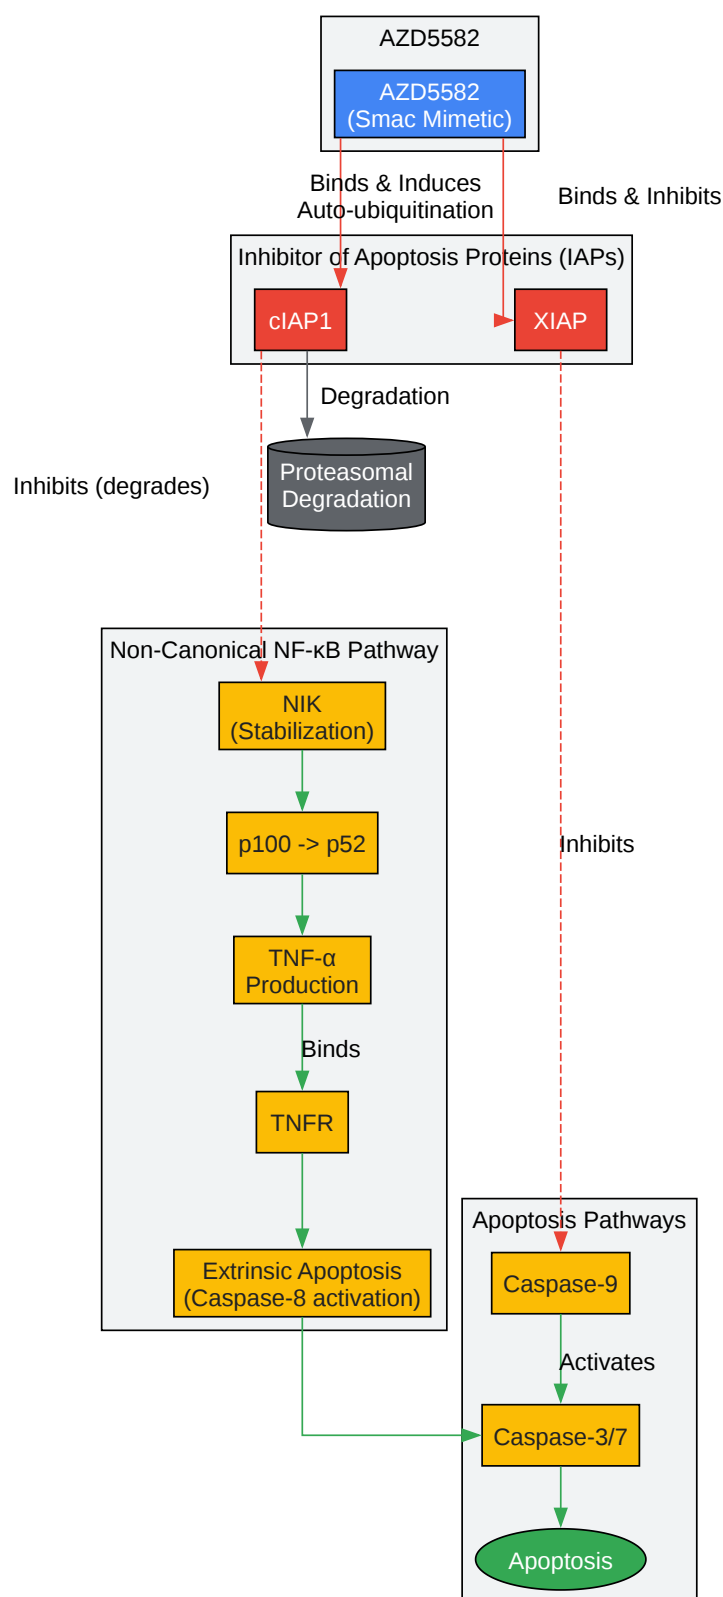 AZD5582
AZD5582
(Smac Mimetic)
Binds & Induces
Auto-ubiquitination
Binds & Inhibits
Inhibitor of Apoptosis Proteins (IAPs)
cIAP1
XIAP
Degradation
Proteasomal
Degradation
Inhibits (degrades)
Non-Canonical NF-κB Pathway
NIK
(Stabilization)
p100 -> p52
Inhibits
TNF-α
Production
Binds
TNFR
Apoptosis Pathways
Extrinsic Apoptosis
(Caspase-8 activation)
Caspase-9
Activates
Caspase-3/7
Apoptosis